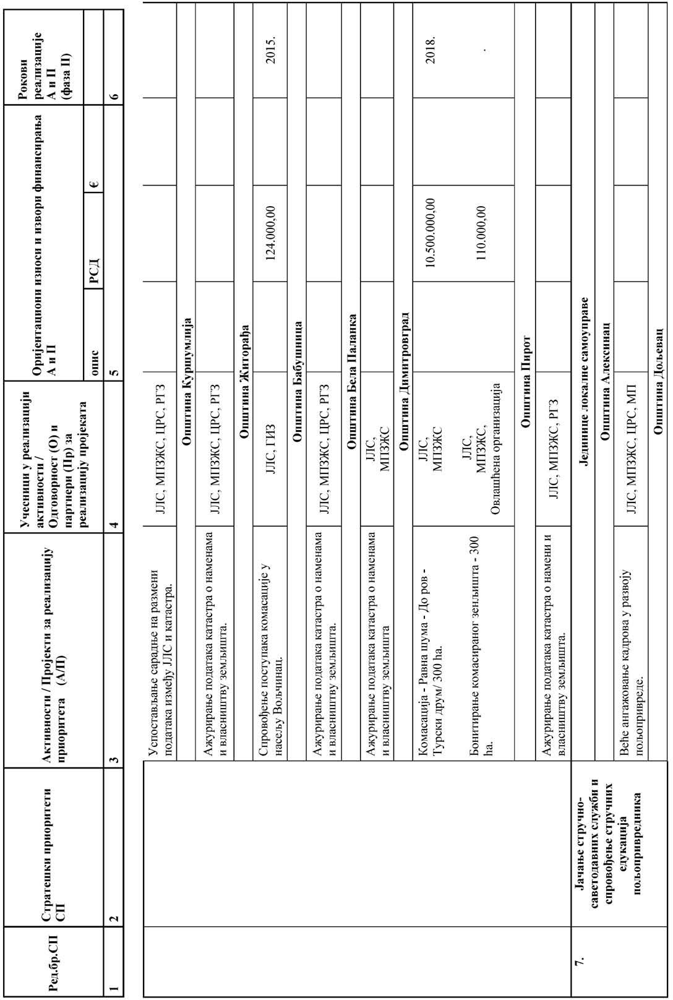 Ред.бр.СП
Стратешки приоритети
СП
Активности / Пројекти за реализацију
приоритета (А/П)
Учесници у реализацији
активности /
Одговорност (О) и
партнери (Пр) за
реализацију пројеката
Оријентациони износи и извори финансирања
А и П
опис
РСД
€
Рокови
реализације
А и П
(фаза II)
1
2
3
4
5
6
Успостављање сарадње на размени
података између ЈЛС и катастра.
ЈЛС, МПЗЖС, ЦРС, РГЗ
Општина Куршумлија
Ажурирање података катастра о наменама
и власништву земљишта.
ЈЛС, МПЗЖС, ЦРС, РГЗ
Општина Житорађа
Спровођење поступака комасације у
насељу Вољчинац.
ЈЛС, ГИЗ
124.000,00
2015.
Општина Бабушница
Ажурирање података катастра о наменама
и власништву земљишта.
ЈЛС, МПЗЖС, ЦРС, РГЗ
Општина Бела Паланка
Ажурирање података катастра о наменама
и власништву земљишта
ЈЛС,
МПЗЖС
Општина Димитровград
Комасација - Равна шума - До ров -
Турски друм/ 300 ha.
ЈЛС,
МПЗЖС
10.500.000,00
2018.
Бонитирање комасираног зенљишта - 300
ha.
ЈЛС,
МПЗЖС,
Овлашћена организација
110.000,00
.
Општина Пирот
Ажурирање података катастра о намени и
власништву земљишта.
ЈЛС, МПЗЖС, РГЗ
7.
Јачање стручно-
саветодавних служби и
спровођење стручних
едукација
пољопривредника
Јединице локалне самоуправе
Општина Алексинац
Веће ангажовање кадрова у развоју
пољопривреде.
ЈЛС, МПЗЖС, ЦРС, МП
Општина Дољевац